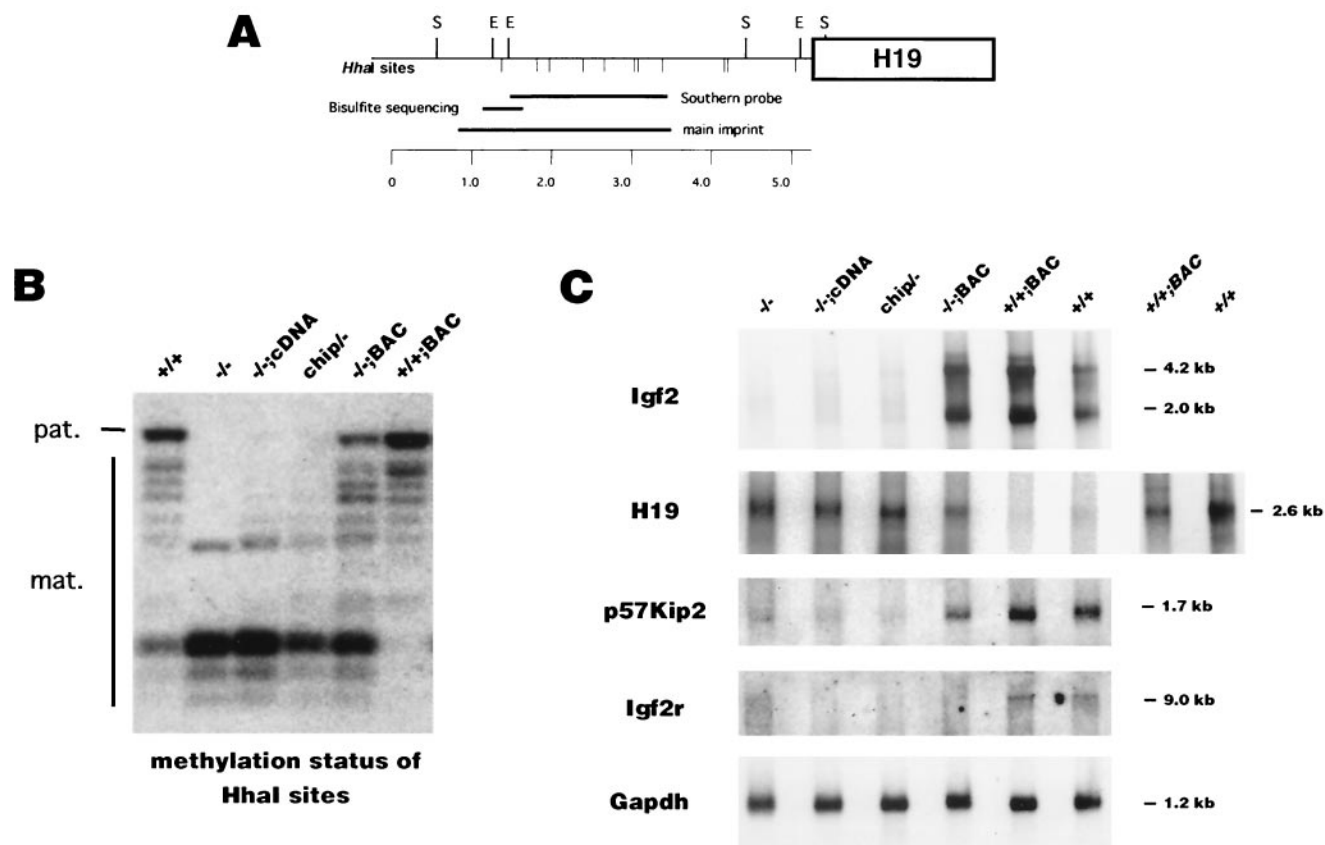 A
S E E S E S
HhaI sites
H19
Southern probe
Bisulfite sequencing
main imprint
0 1.0 2.0 3.0 4.0 5.0
B
+/+ -/- -/-;cDNA chip/- -/-;BAC +/+;BAC
pat.
mat.
methylation status of
HhaI sites
C
-/- -/-;cDNA chip/- -/-;BAC +/+;BAC +/+ +/+;BAC +/+
Igf2
– 4.2 kb
– 2.0 kb
H19
– 2.6 kb
p57Kip2
– 1.7 kb
Igf2r
– 9.0 kb
Gapdh
– 1.2 kb